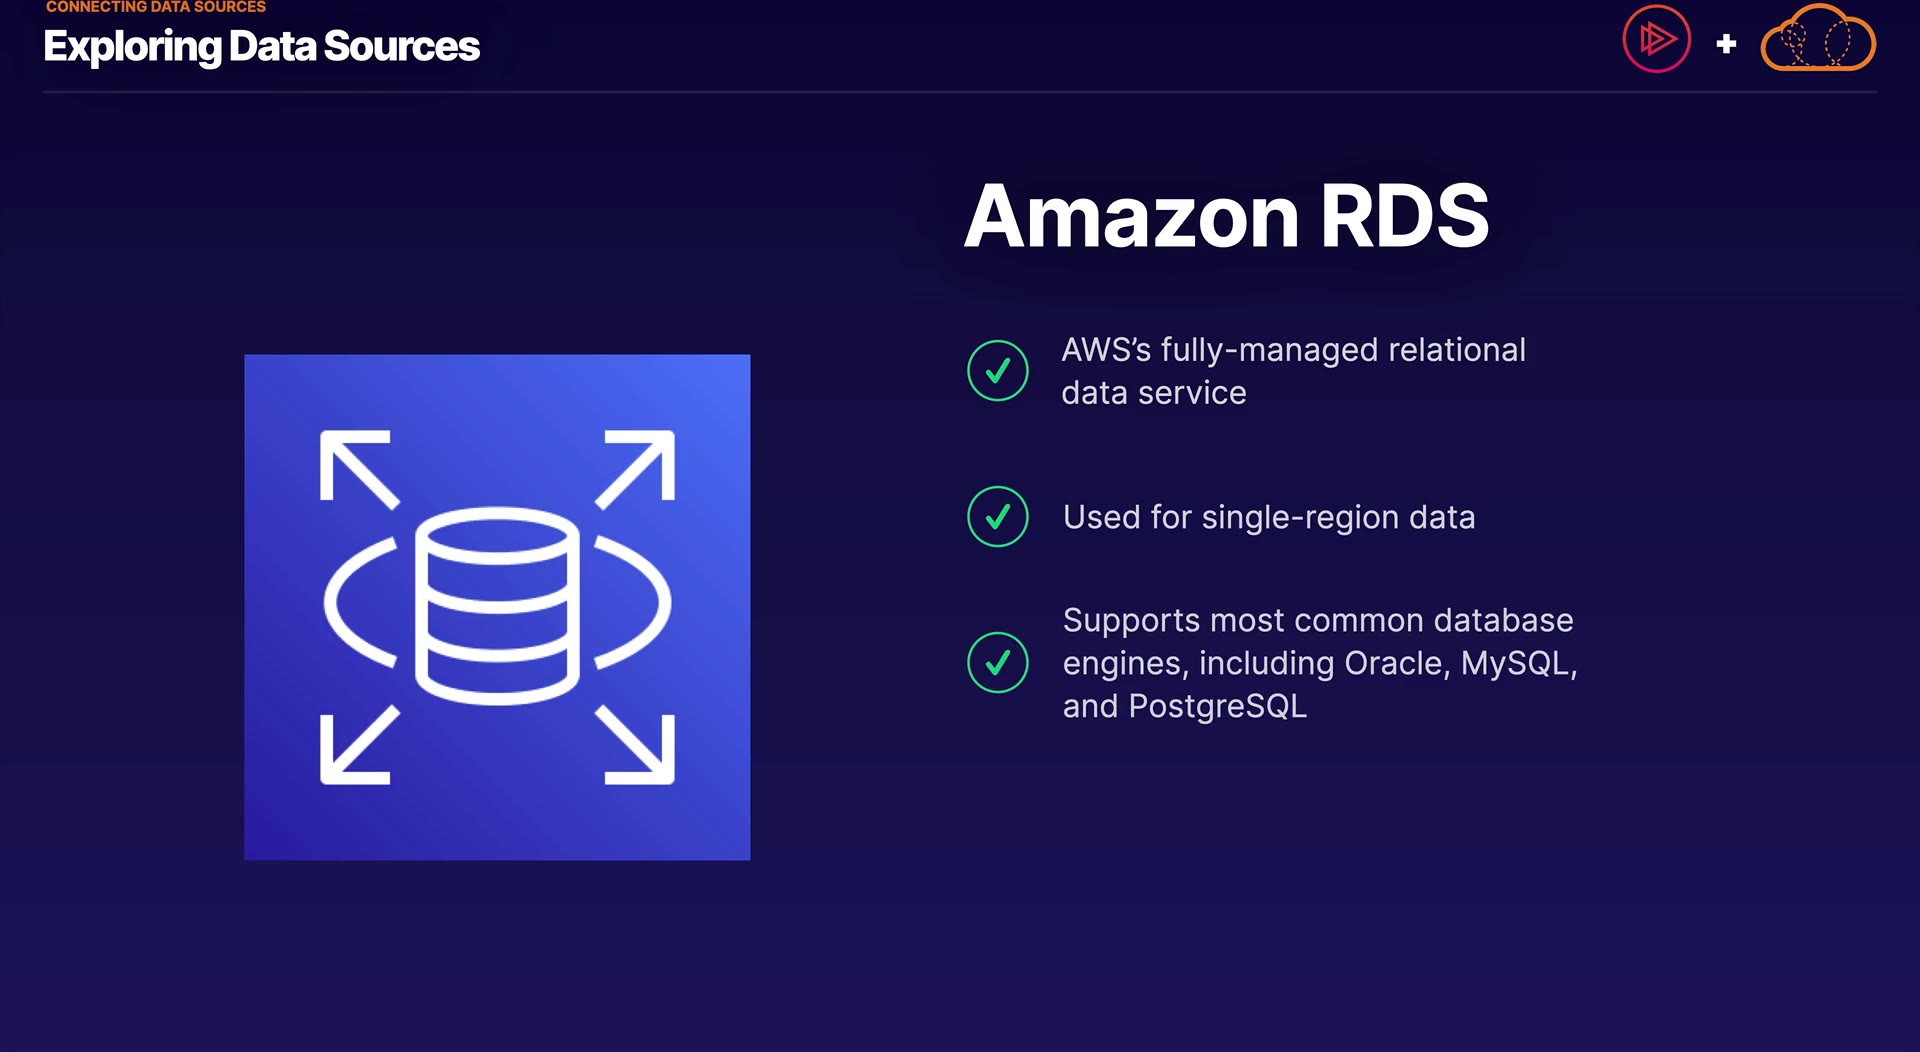 CONNECTING DATA SOURCES
Exploring Data Sources
Amazon RDS
AWS’s fully-managed relational
data service
Used for single-region data
Supports most common database
engines, including Oracle, MySQL,
and PostgreSQL